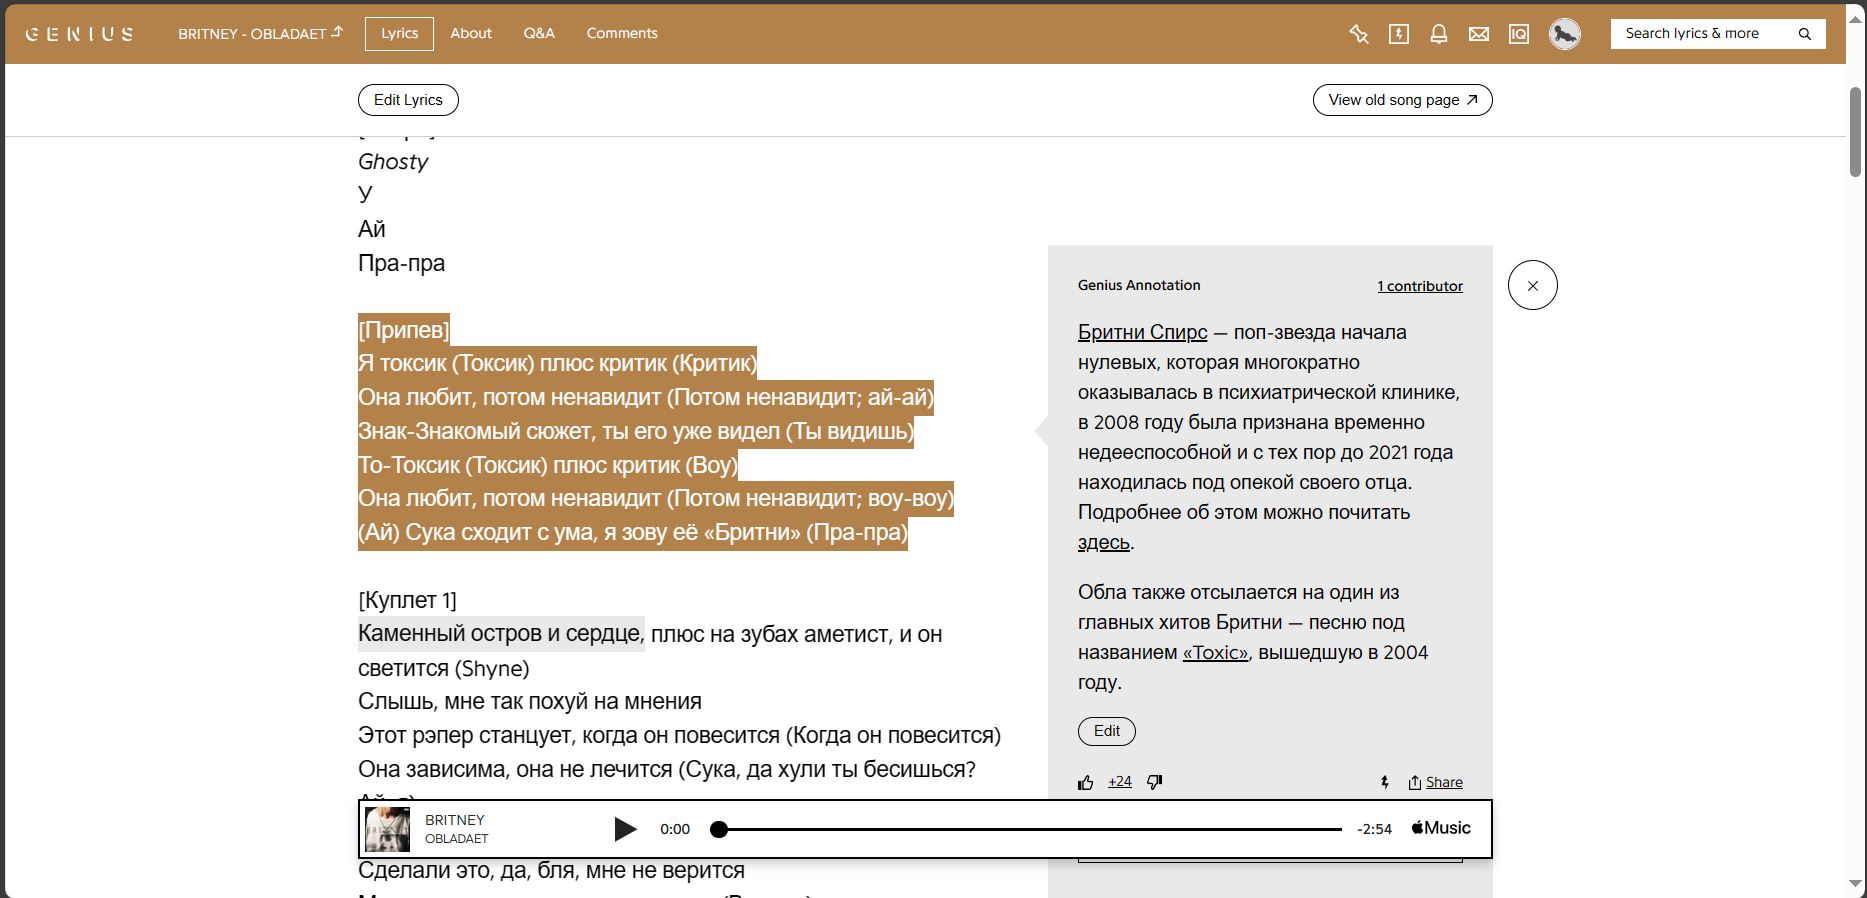 GENIUS
BRITNEY - OBLADAET
Lyrics
About
Q&A
Comments
IQ
Search lyrics & more
Edit Lyrics
View old song page
Ghosty
У
Ай
Пра-пра
[Припев]
Я токсик (Токсик) плюс критик (Критик)
Она любит, потом ненавидит (Потом ненавидит; ай-ай)
Знак-Знакомый сюжет, ты его уже видел (Ты видишь)
То-Токсик (Токсик) плюс критик (Воу)
Она любит, потом ненавидит (Потом ненавидит; воу-воу)
(Ай) Сука сходит с ума, я зову её «Бритни» (Пра-пра)
[Куплет 1]
Каменный остров и сердце, плюс на зубах аметист, и он
светится (Shyne)
Слышь, мне так похуй на мнения
Этот рэпер станцует, когда он повесится (Когда он повесится)
Она зависима, она не лечится (Сука, да хули ты бесишься?
Сделали это, да, бля, мне не верится
Genius Annotation
1 contributor
Бритни Спирс — поп-звезда начала
нулевых, которая многократно
оказывалась в психиатрической клинике,
в 2008 году была признана временно
недееспособной и с тех пор до 2021 года
находилась под опекой своего отца.
Подробнее об этом можно почитать
здесь.
Обла также отсылается на один из
главных хитов Бритни — песню под
названием «Toxic», вышедшую в 2004
году.
Edit
+24
Share
BRITNEY
OBLADAET
0:00
-2:54
Music